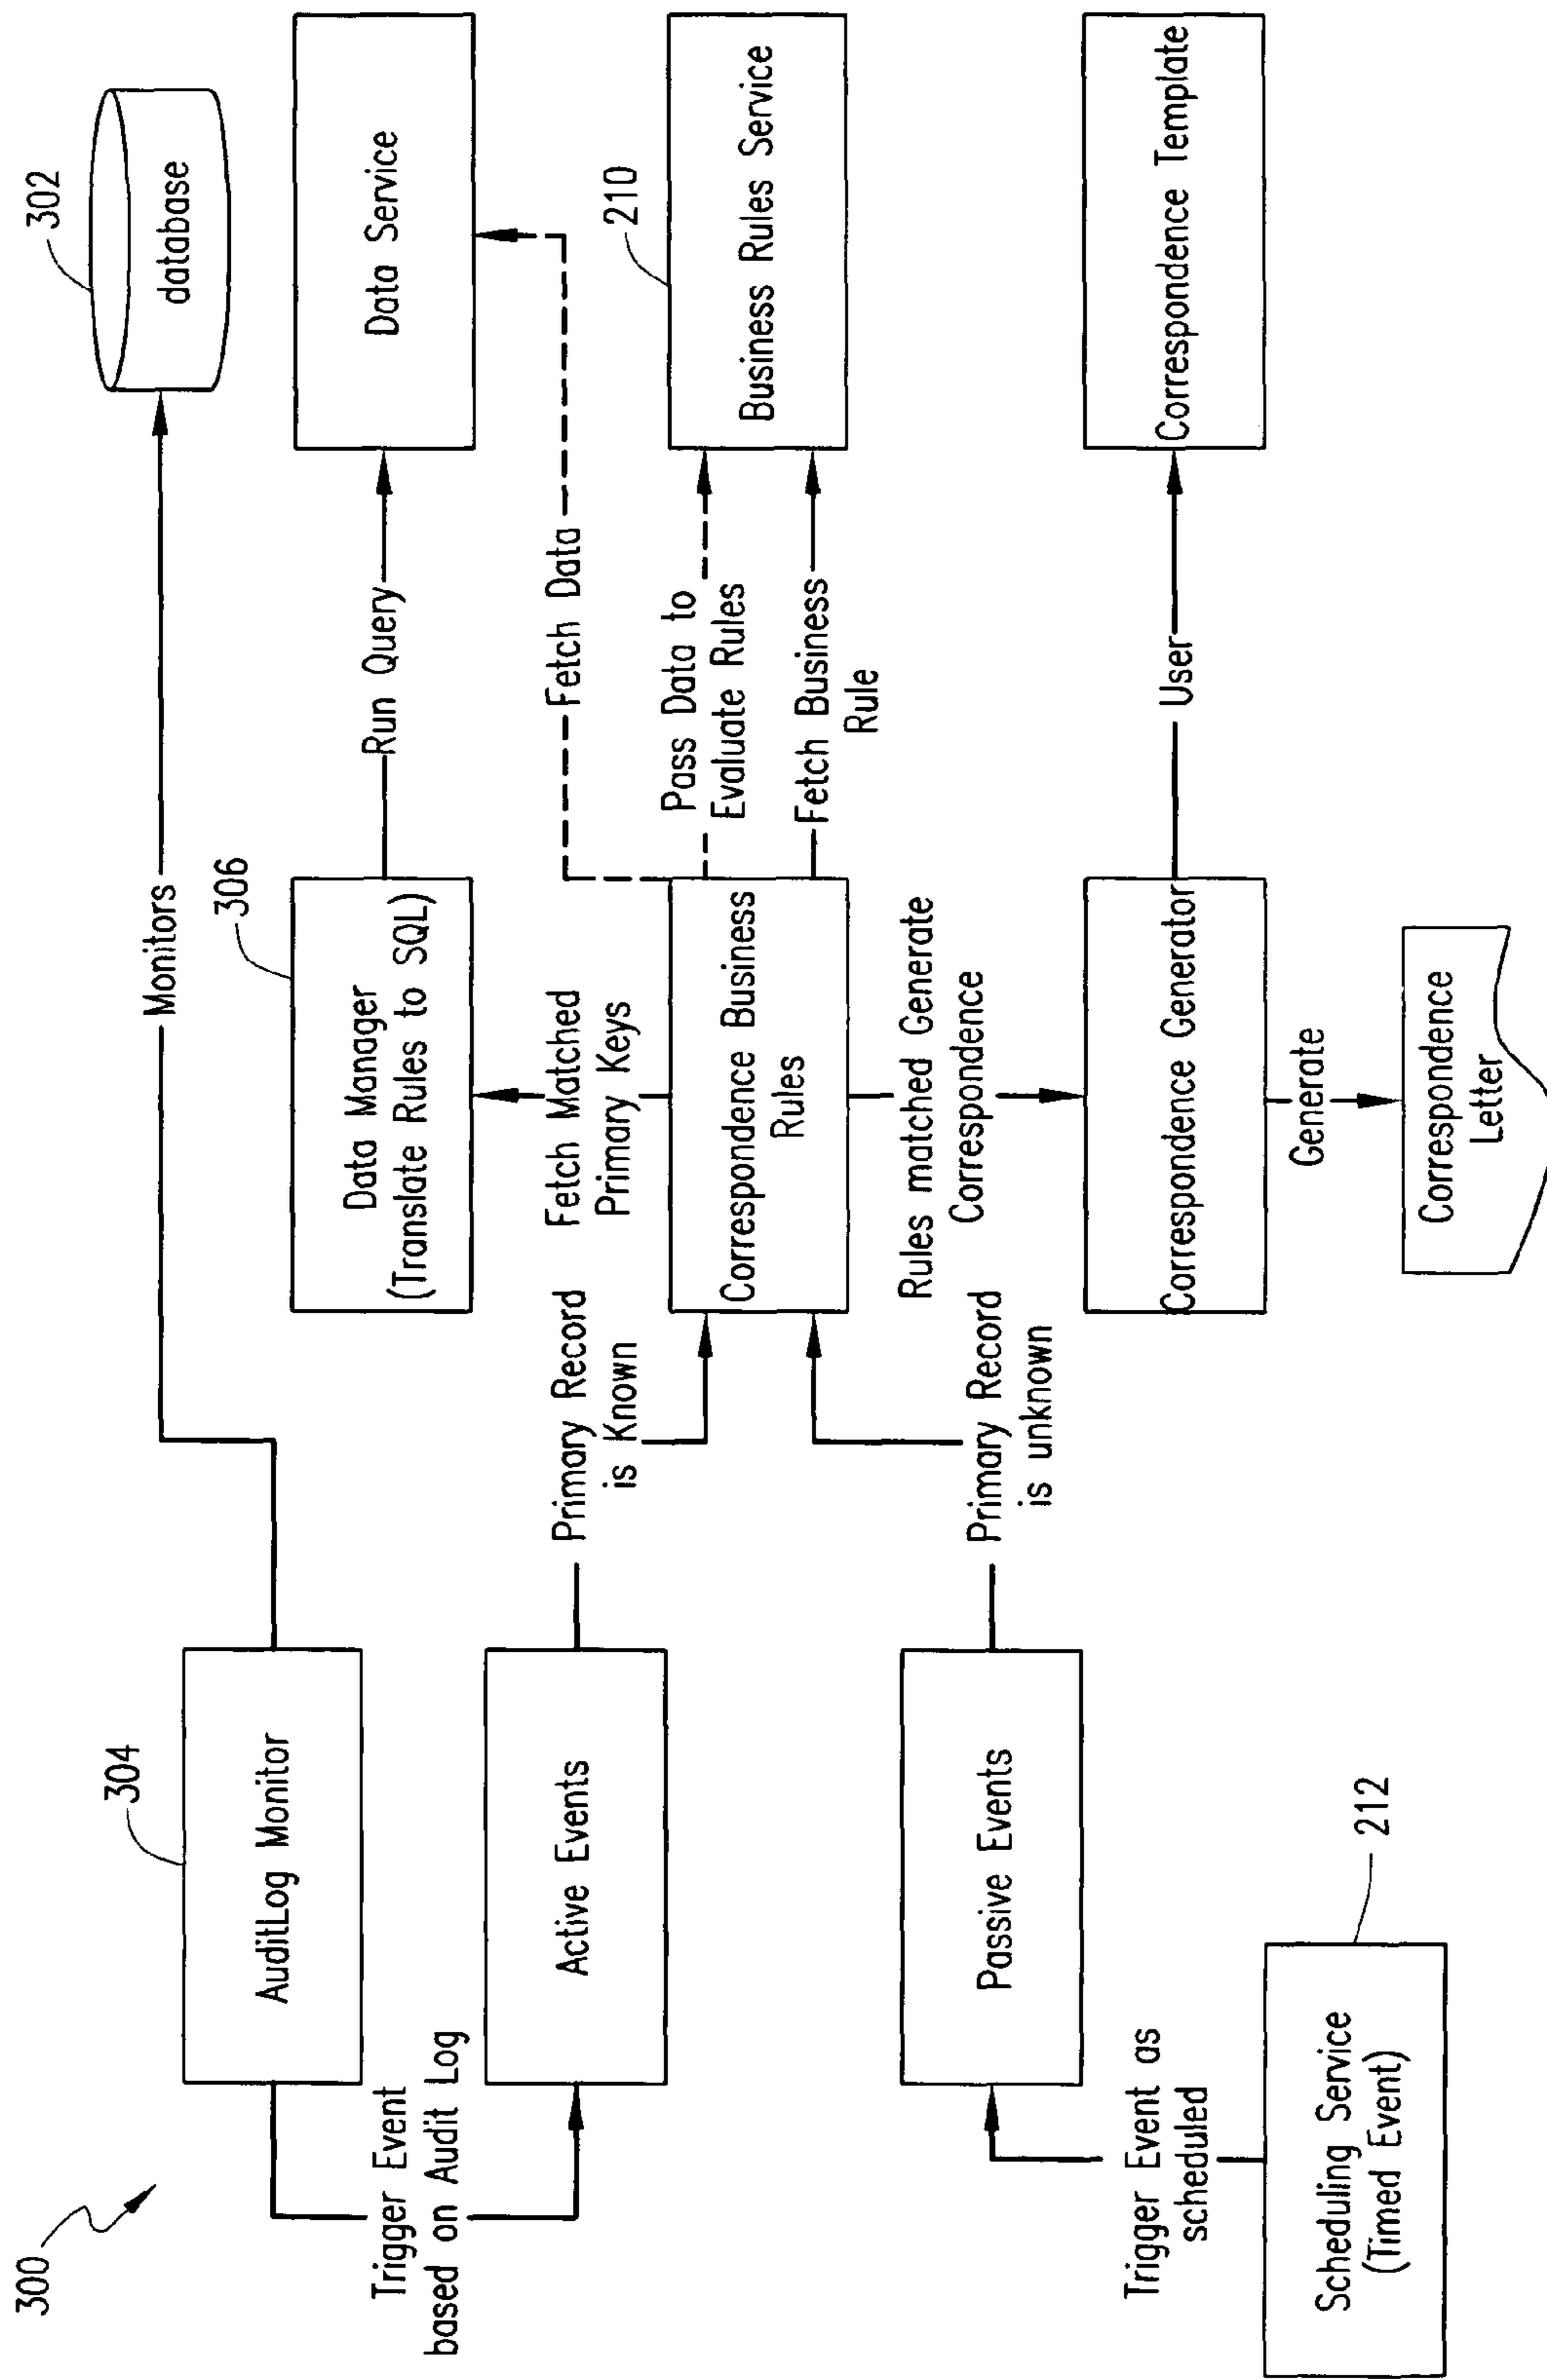 300
304
AuditLog Monitor
Monitors
302
database
Trigger Event
based on Audit Log
306
Data Manager
(Translate Rules to SQL)
Run Query
Data Service
Active Events
Primary Record
is Known
Fetch Matched
Primary Keys
Fetch Data
210
Correspondence Business
Rules
Pass Data to
Evaluate Rules
Fetch Business
Rule
Business Rules Service
Passive Events
Primary Record
is unknown
Rules matched Generate
Correspondence
Trigger Event as
scheduled
Correspondence Generator
User
Correspondence Template
Scheduling Service
(Timed Event)
212
Generate
Correspondence
Letter